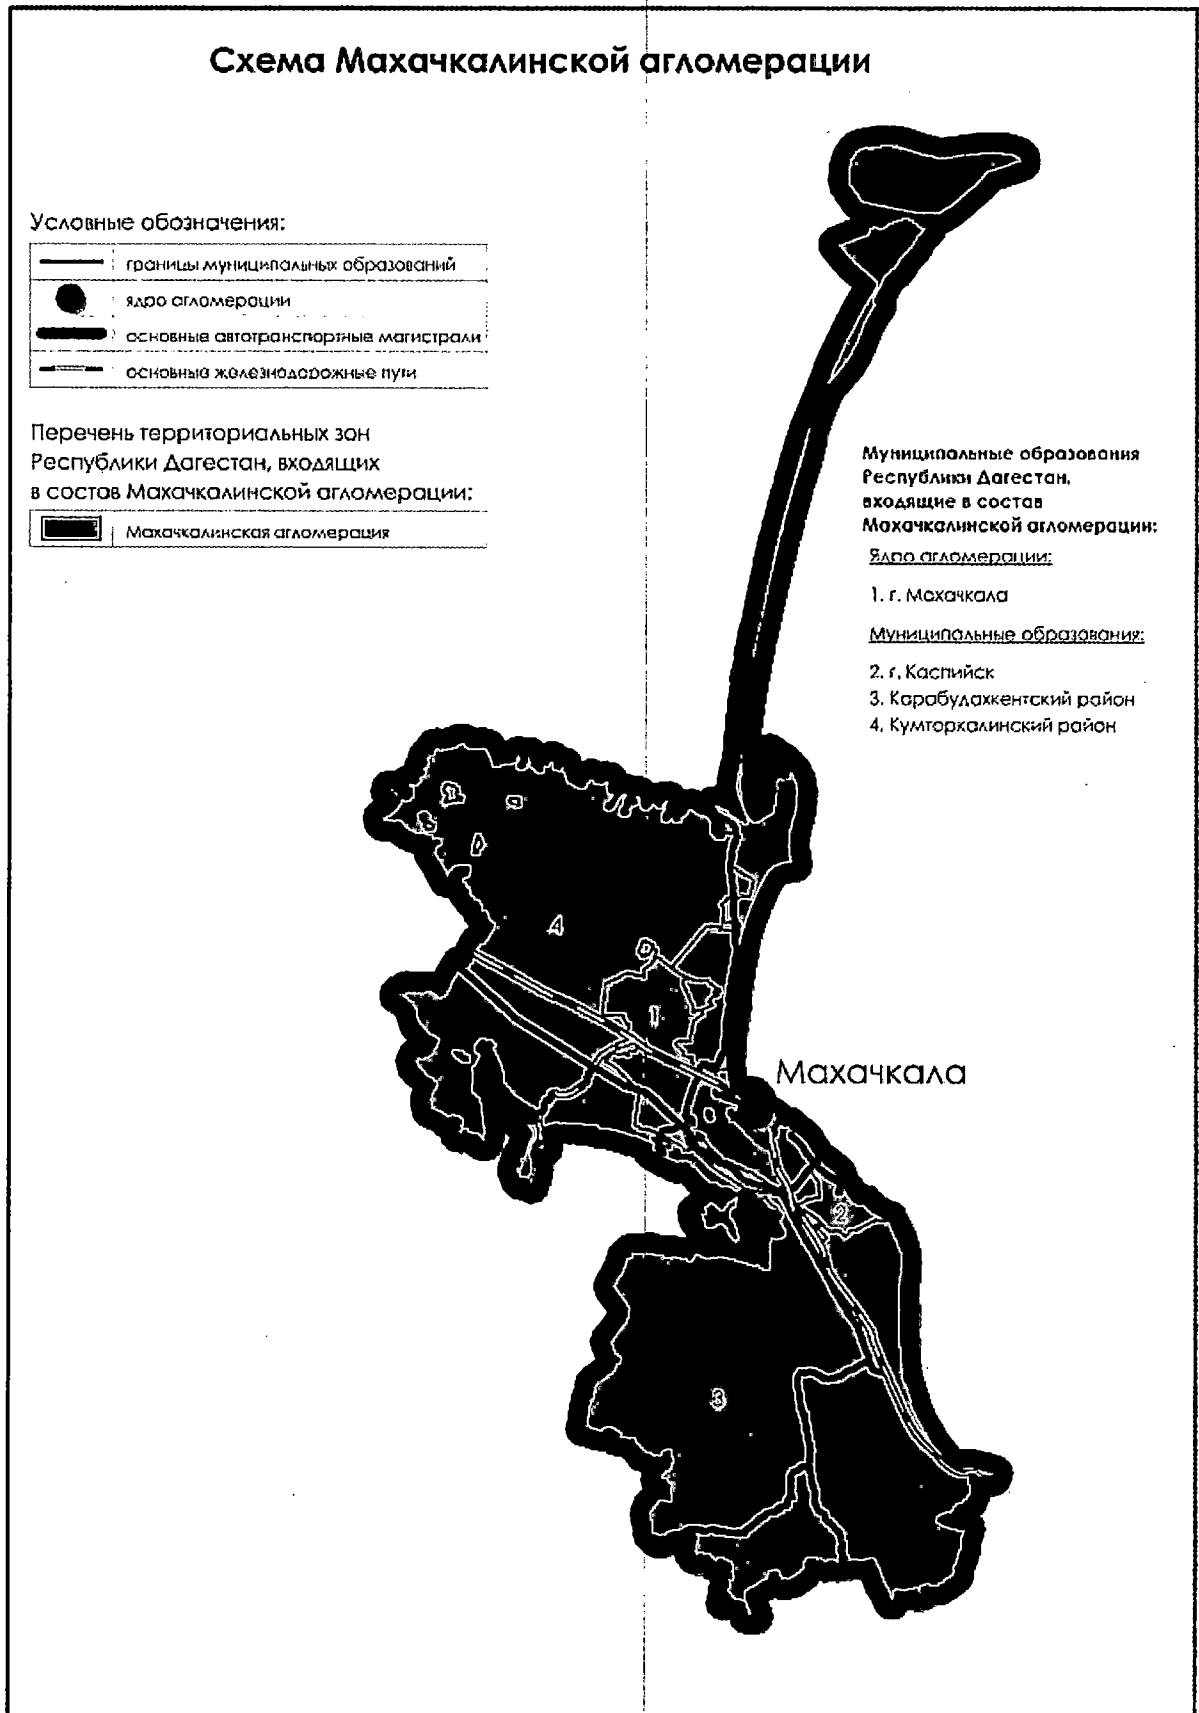 Схема Махачкалинской агломерации
Условные обозначения:
границы муниципальных образований
ядро агломерации
основные автотранспортные магистрали
основные железнодорожные пути
Перечень территориальных зон
Республики Дагестан, входящих
в состав Махачкалинской агломерации:
Махачкалинская агломерация
Муниципальные образования
Республики Дагестан,
входящие в состав
Махачкалинской агломерации:
Ядро агломерации:
1. г. Махачкала
Муниципальные образования:
2. г. Каспийск
3. Карабудахкентский район
4. Кумторкалинский район
4
1
Махачкала
2
3